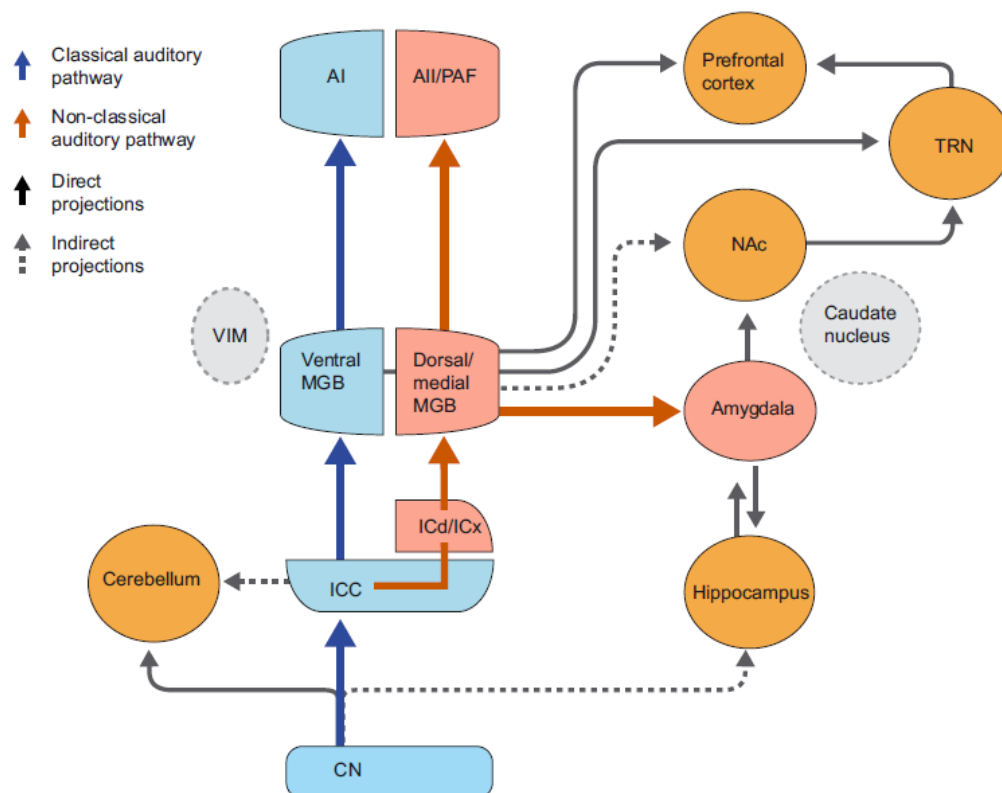 Classical auditory
pathway
Non-classical
auditory pathway
Direct
projections
Indirect
projections
AI
AII/PAF
Prefrontal
cortex
TRN
NAc
Caudate
nucleus
VIM
Ventral
MGB
Dorsal/
medial
MGB
Amygdala
ICd/ICx
Cerebellum
ICC
Hippocampus
CN